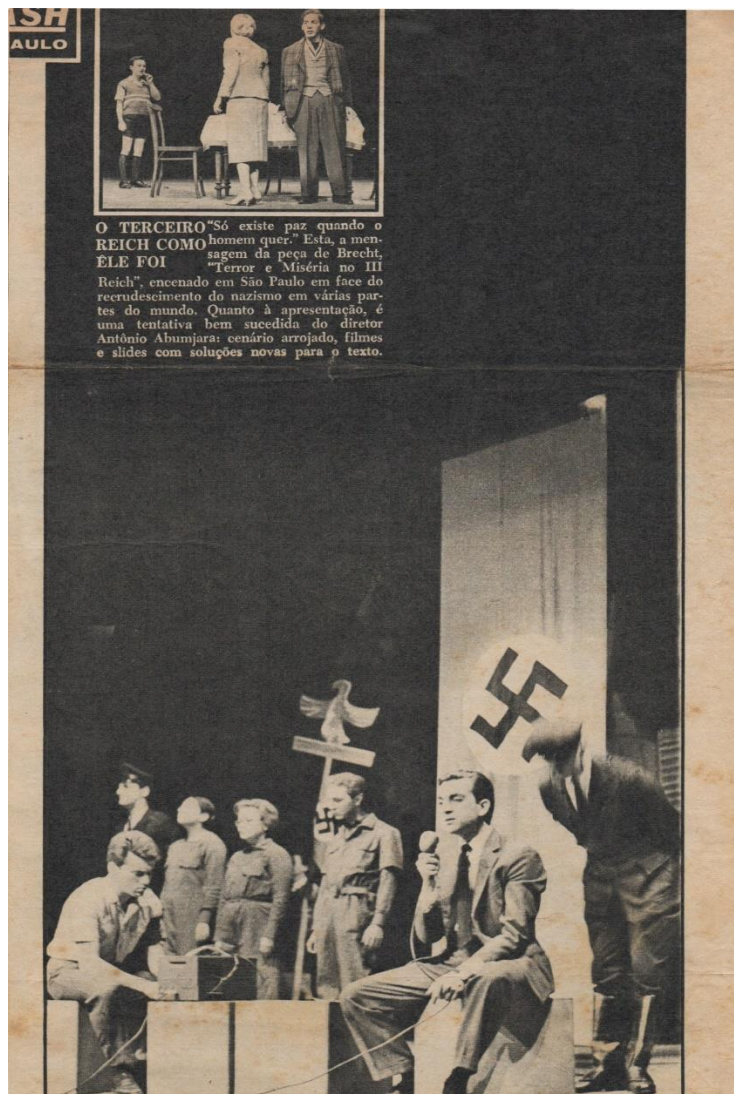 ISH
AULO
O TERCEIRO
REICH COMO
ÊLE FOI
"Só existe paz quando o
homem quer." Esta, a men-
sagem da peça de Brecht,
"Terror e Miséria no III
Reich", encenado em São Paulo em face do
recrudescimento do nazismo em várias par-
tes do mundo. Quanto à apresentação, é
uma tentativa bem sucedida do diretor
Antônio Abumjara: cenário arrojado, filmes
e slides com soluções novas para o texto.